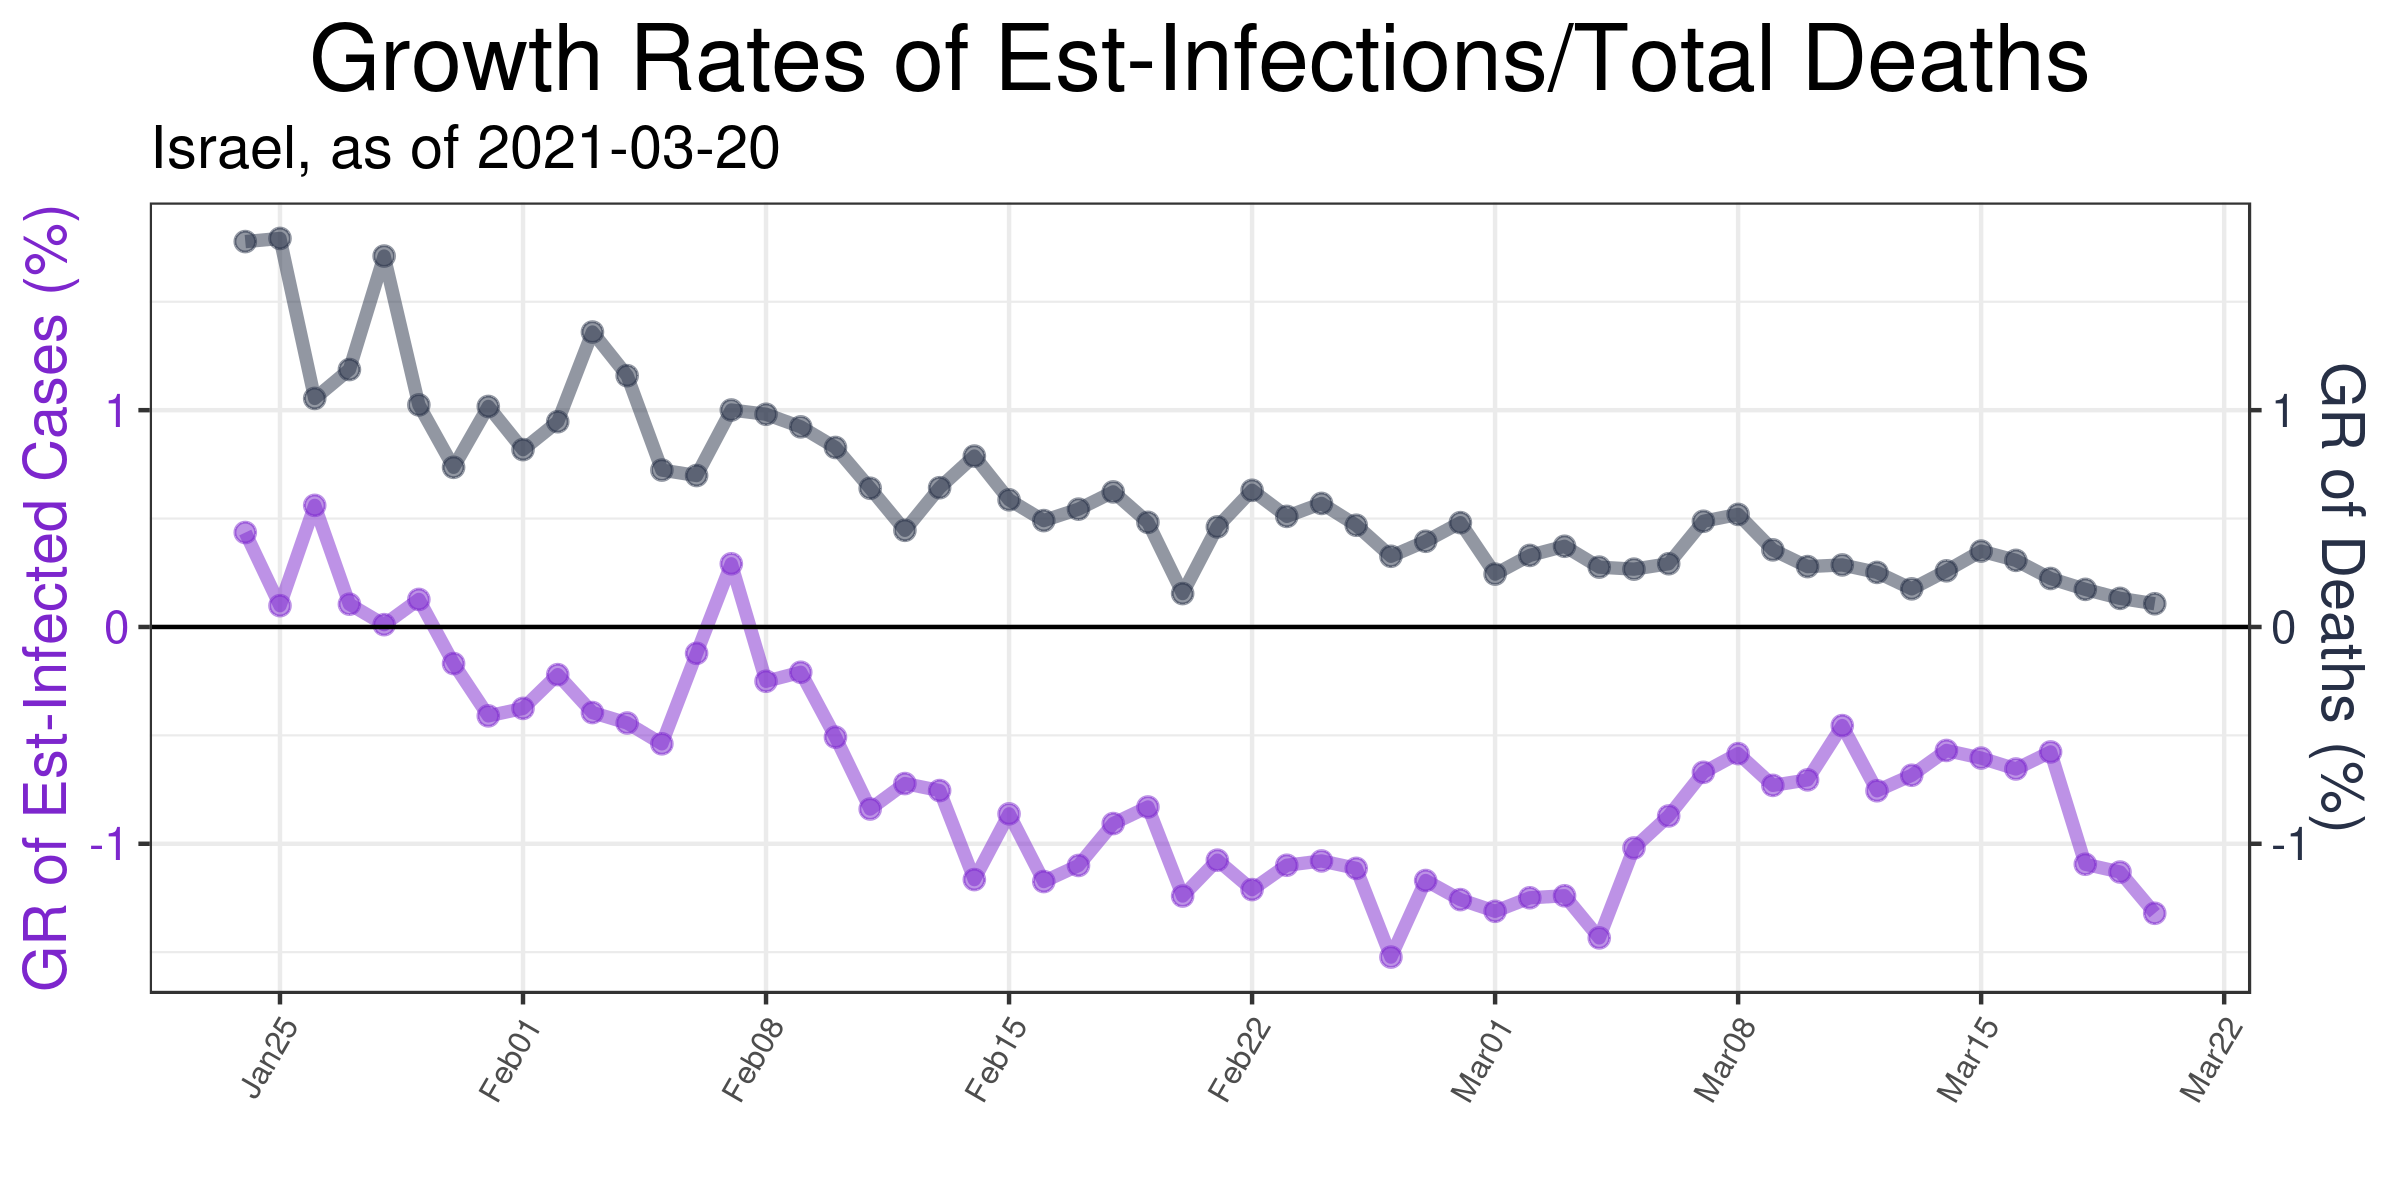 Growth Rates of Est-Infections/Total Deaths
Israel, as of 2021-03-20
GR of Est-Infected Cases (%)
1
0
-1
1
0
-1
GR of Deaths (%)
Jan25
Feb01
Feb08
Feb15
Feb22
Mar01
Mar08
Mar15
Mar22